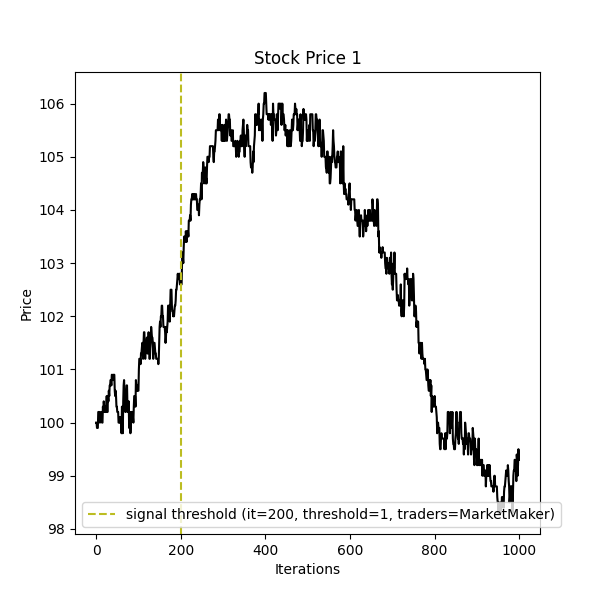 Stock Price 1
106
105
104
103
102
101
100
99
98
Price
signal threshold (it=200, threshold=1, traders=MarketMaker)
0 200 400 600 800 1000
Iterations